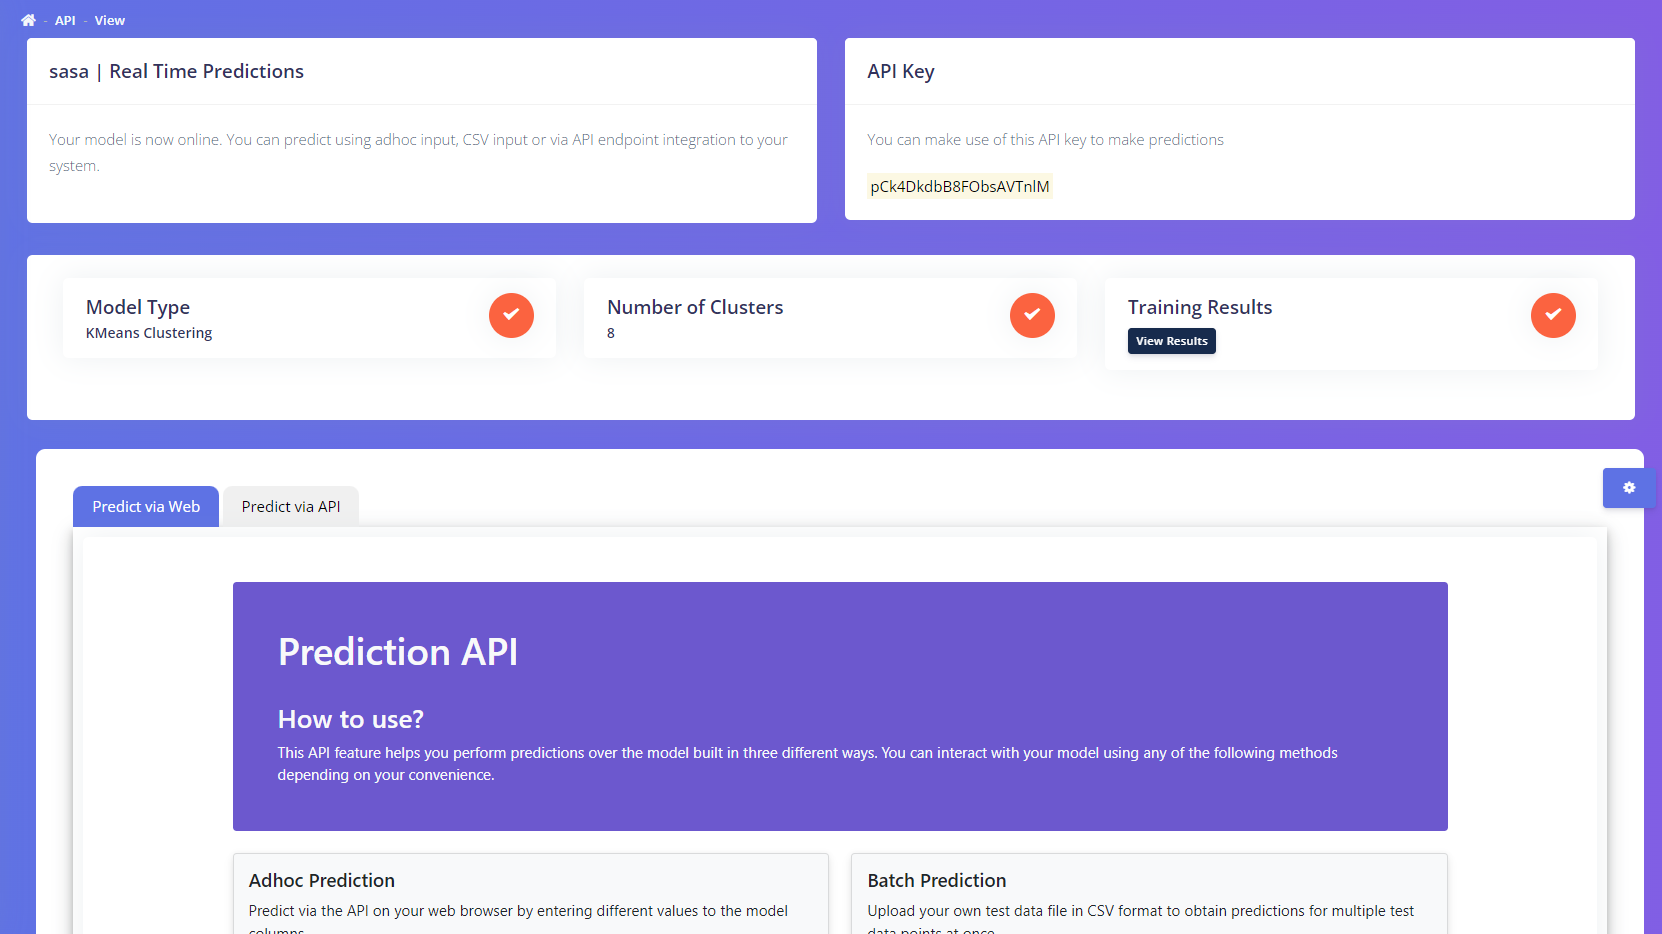 - API - View
sasa | Real Time Predictions
Your model is now online. You can predict using adhoc input, CSV input or via API endpoint integration to your
system.
API Key
You can make use of this API key to make predictions
pCk4DkdbB8FObsAVTnlM
Model Type
KMeans Clustering
Number of Clusters
8
Training Results
View Results
Predict via Web
Predict via API
Prediction API
How to use?
This API feature helps you perform predictions over the model built in three different ways. You can interact with your model using any of the following methods
depending on your convenience.
Adhoc Prediction
Predict via the API on your web browser by entering different values to the model
columns
Batch Prediction
Upload your own test data file in CSV format to obtain predictions for multiple test
data points at once